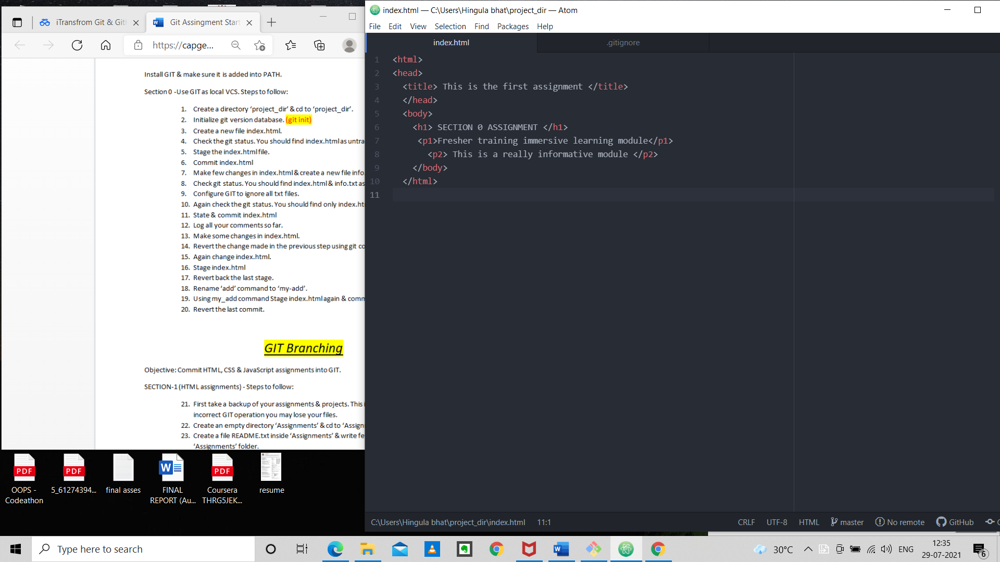 iTransfrom Git & Git
Git Assingment Start
https://capge...
Install GIT & make sure it is added into PATH.
Section 0 -Use GIT as local VCS. Steps to follow:
1. Create a directory ‘project_dir’ & cd to ‘project_dir’.
2. Initialize git version database. (git init)
3. Create a new file index.html.
4. Check the git status. You should find index.html as untra
5. Stage the index.html file.
6. Commit index.html
7. Make few changes in index.html & create a new file info.
8. Check git status. You should find index.html & info.txt as
9. Configure GIT to ignore all txt files.
10. Again check the git status. You should find only index.ht
11. State & commit index.html
12. Log all your comments so far.
13. Make some changes in index.html.
14. Revert the change made in the previous step using git co
15. Again change index.html.
16. Stage index.html
17. Revert back the last stage.
18. Rename ‘add’ command to ‘my-add’.
19. Using my_add command Stage index.html again & comm
20. Revert the last commit.
GIT Branching
Objective: Commit HTML, CSS & JavaScript assignments into GIT.
SECTION-1 (HTML assignments) - Steps to follow:
21. First take a backup of your assignments & projects. This i
incorrect GIT operation you may lose your files.
22. Create an empty directory ‘Assignments’ & cd to ‘Assign
23. Create a file README.txt inside ‘Assignments’ & write fe
‘Assignments’ folder.
index.html — C:\Users\Hingula bhat\project_dir — Atom
File Edit View Selection Find Packages Help
index.html
.gitignore
1 <html>
2 <head>
3 <title> This is the first assignment </title>
4 </head>
5 <body>
6 <h1> SECTION 0 ASSIGNMENT </h1>
7 <p1>Fresher training immersive learning module</p1>
8 <p2> This is a really informative module </p2>
9 </body>
10 </html>
11
C:\Users\Hingula bhat\project_dir\index.html 11:1
CRLF UTF-8 HTML master No remote GitHub
PDF
PDF
W
PDF
OOPS -
Codeathon
5_61274394...
final asses
FINAL
REPORT (Au...
Coursera
THRG5JEK...
resume
Type here to search
30°C
ENG
12:35
29-07-2021
6